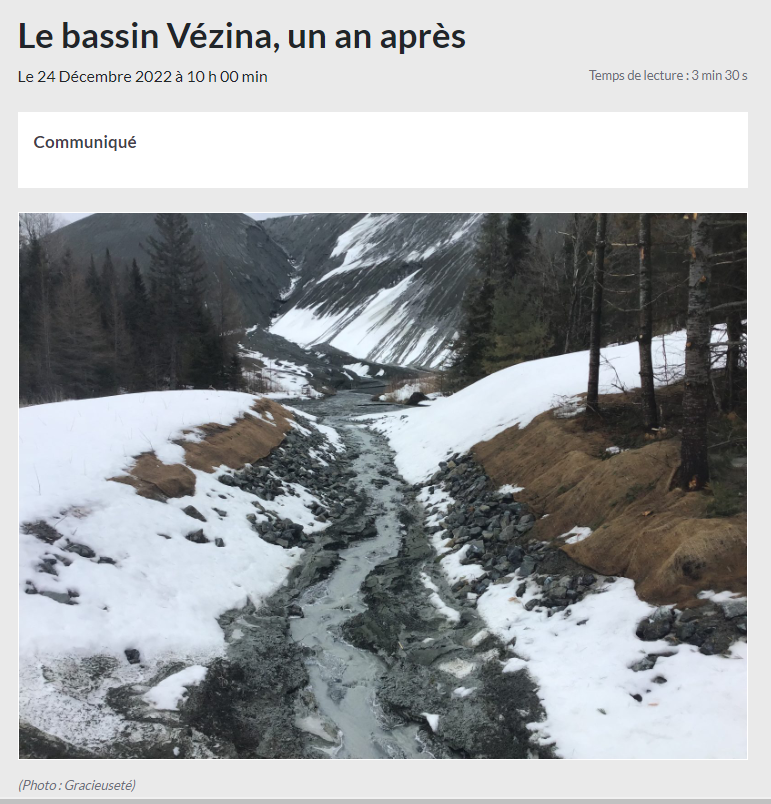 Le bassin Vézina, un an après
Le 24 Décembre 2022 à 10 h 00 min
Temps de lecture : 3 min 30 s
Communiqué
(Photo : Gracieuseté)